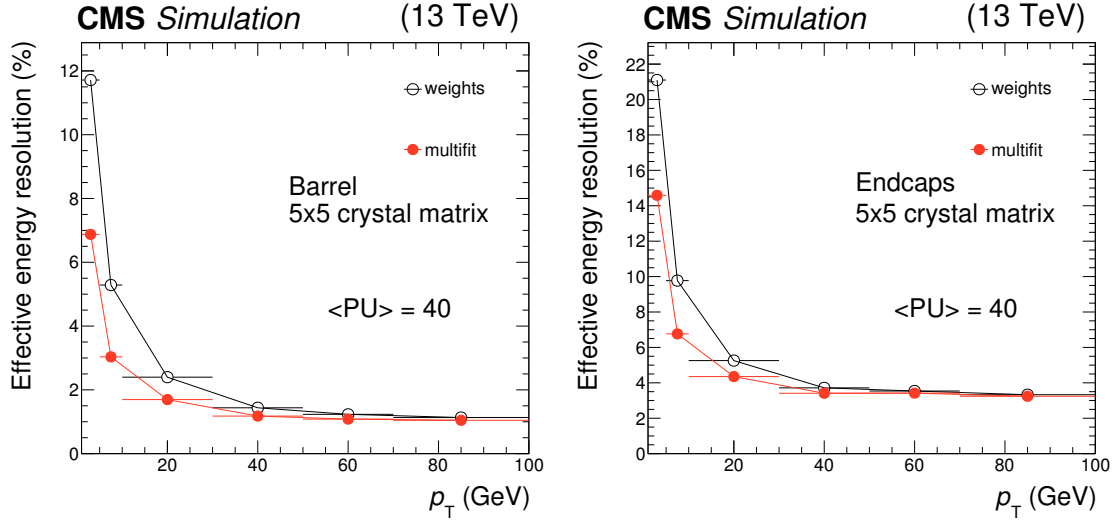 CMS Simulation (13 TeV)
Effective energy resolution (%)
12
10
8
6
4
2
0
weights
multifit
Barrel
5x5 crystal matrix
<PU> = 40
20 40 60 80 100
p_T (GeV)
CMS Simulation (13 TeV)
Effective energy resolution (%)
22
20
18
16
14
12
10
8
6
4
2
0
weights
multifit
Endcaps
5x5 crystal matrix
<PU> = 40
20 40 60 80 100
p_T (GeV)